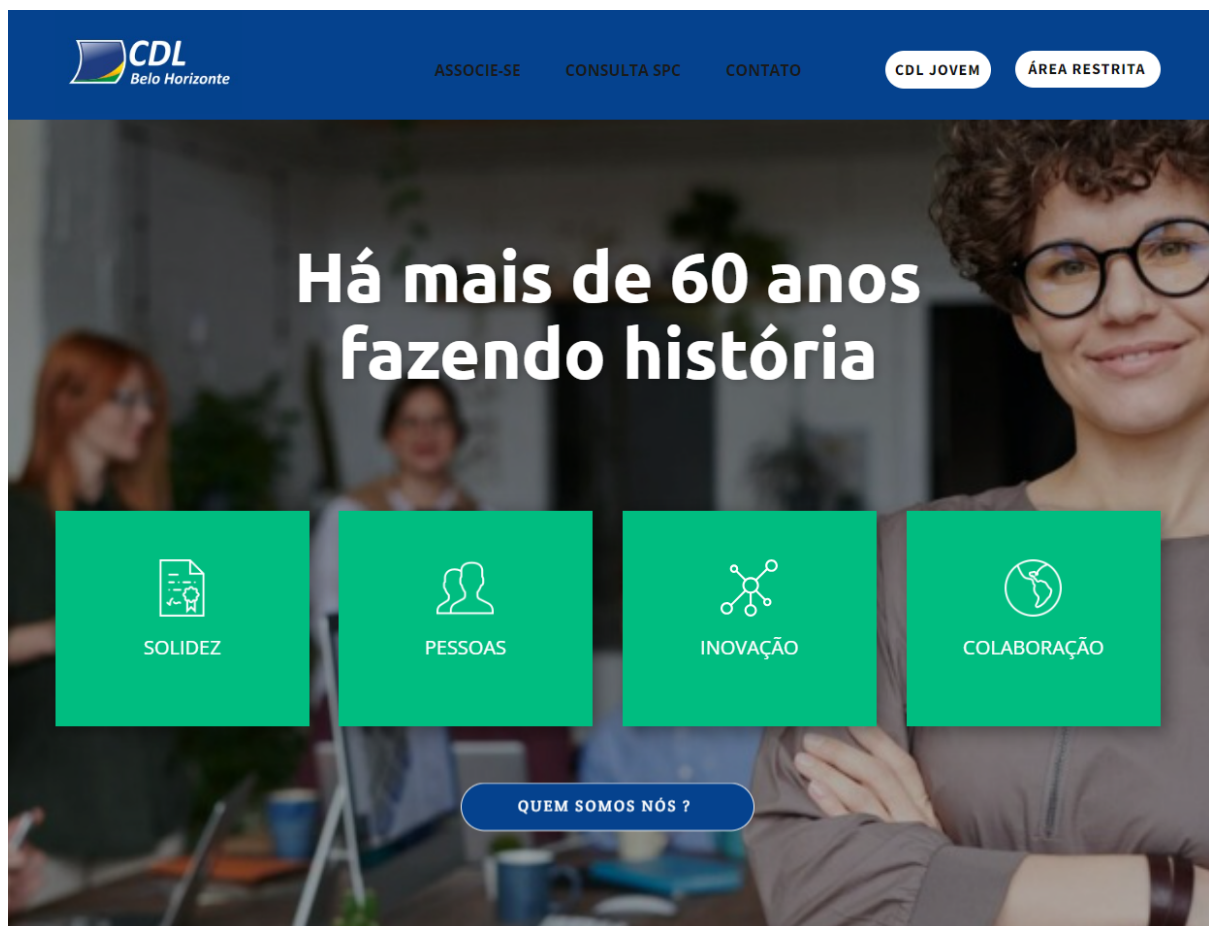 CDL
Belo Horizonte
ASSOCIE-SE CONSULTA SPC CONTATO CDL JOVEM ÁREA RESTRITA
Há mais de 60 anos
fazendo história
SOLIDEZ PESSOAS INOVAÇÃO COLABORAÇÃO
QUEM SOMOS NÓS ?